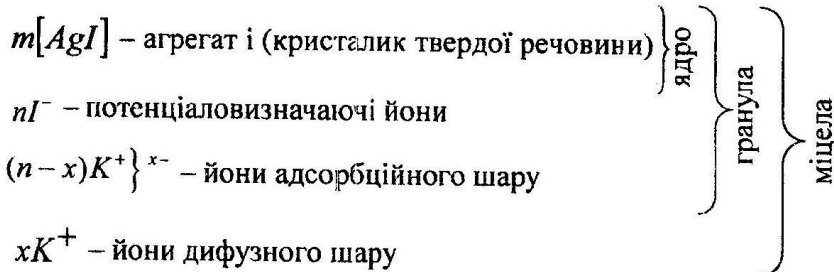 m[AgI] – агрегат і (кристалик твердої речовини)
nI⁻ – потенціаловизначаючі йони
(n – x)K⁺} ˣ⁻ – йони адсорбційного шару
xK⁺ – йони дифузного шару
ядро
гранула
міцела